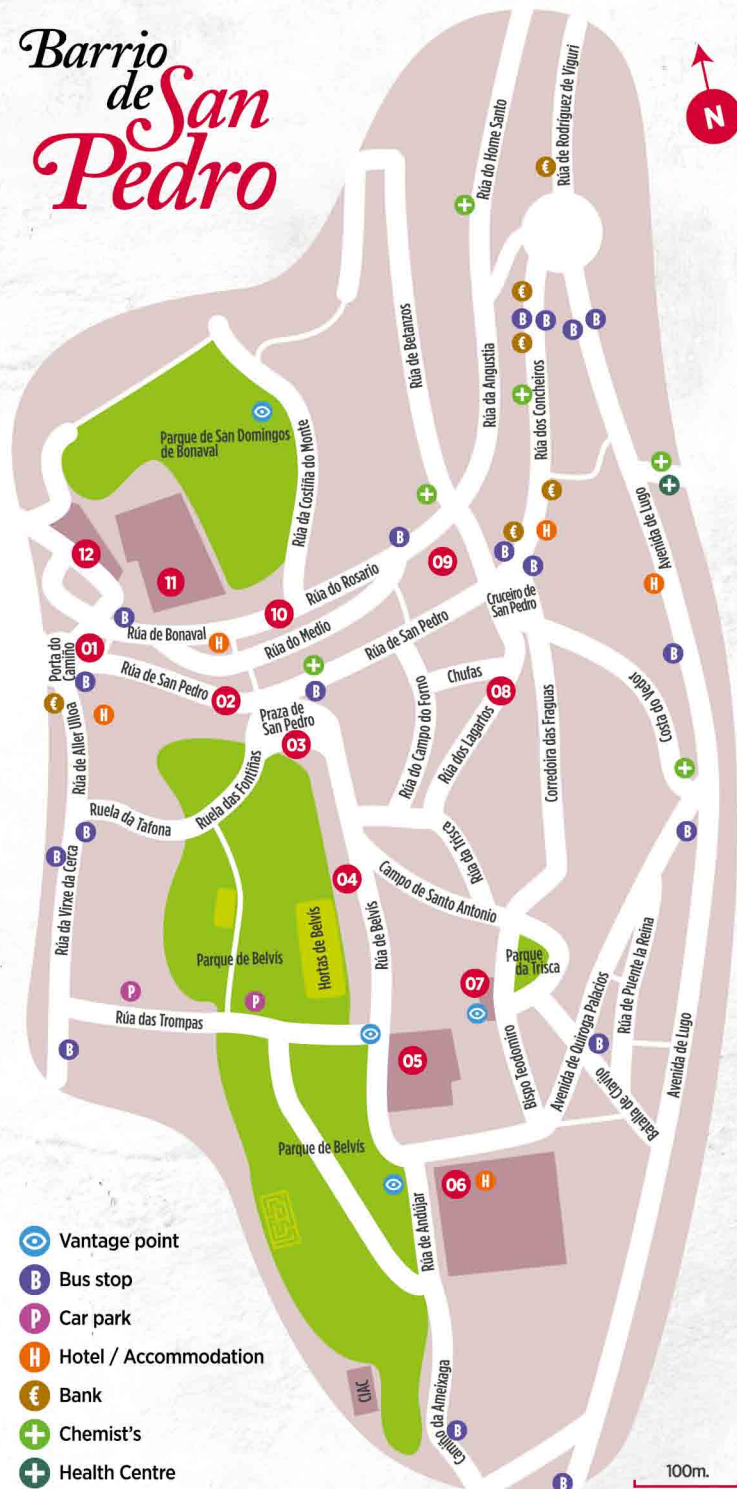 Barrio
de San
Pedro
N
Rúa do Home Santo
Rúa de Rodríguez de Viguri
€
+
€
B
B
B
B
€
+
Rúa de Betanzos
Rúa da Angustia
Rúa dos Concheiros
Parque de San Domingos
de Bonaval
Rúa da Costiña do Monte
+
+
+
€
€
H
Avenida de Lugo
H
B
B
B
12
11
09
10
Rúa do Rosario
Cruceiro de
San Pedro
B
Rúa de Bonaval
H
Rúa do Medio
Rúa de San Pedro
01
Porta do
Camiño
B
€
H
Rúa de San Pedro
02
+
B
Praza de
San Pedro
03
Chufas
08
B
Costa do Vedor
+
Rúa de Aller Ulloa
Ruela das Fontiñas
Ruela da Tafona
Rúa do Campo do Forno
Rúa dos Lagartos
Corredoira das Fraguas
B
B
B
Rúa da Trisca
04
Campo de Santo Antonio
Rúa da Virxe da Cerca
Parque de Belvís
Hortas de Belvís
Rúa de Belvís
Parque
da Trisca
07
P
P
Rúa das Trompas
B
05
Bispo Teodomiro
Avenida de Quiroga Palacios
Rúa de Puente la Reina
B
Batalla de Clavijo
Avenida de Lugo
Parque de Belvís
06
H
Rúa de Andújar
CIAC
Camiño da Ameixaga
B
B
Vantage point
B Bus stop
P Car park
H Hotel / Accommodation
€ Bank
+ Chemist's
+ Health Centre
100m.